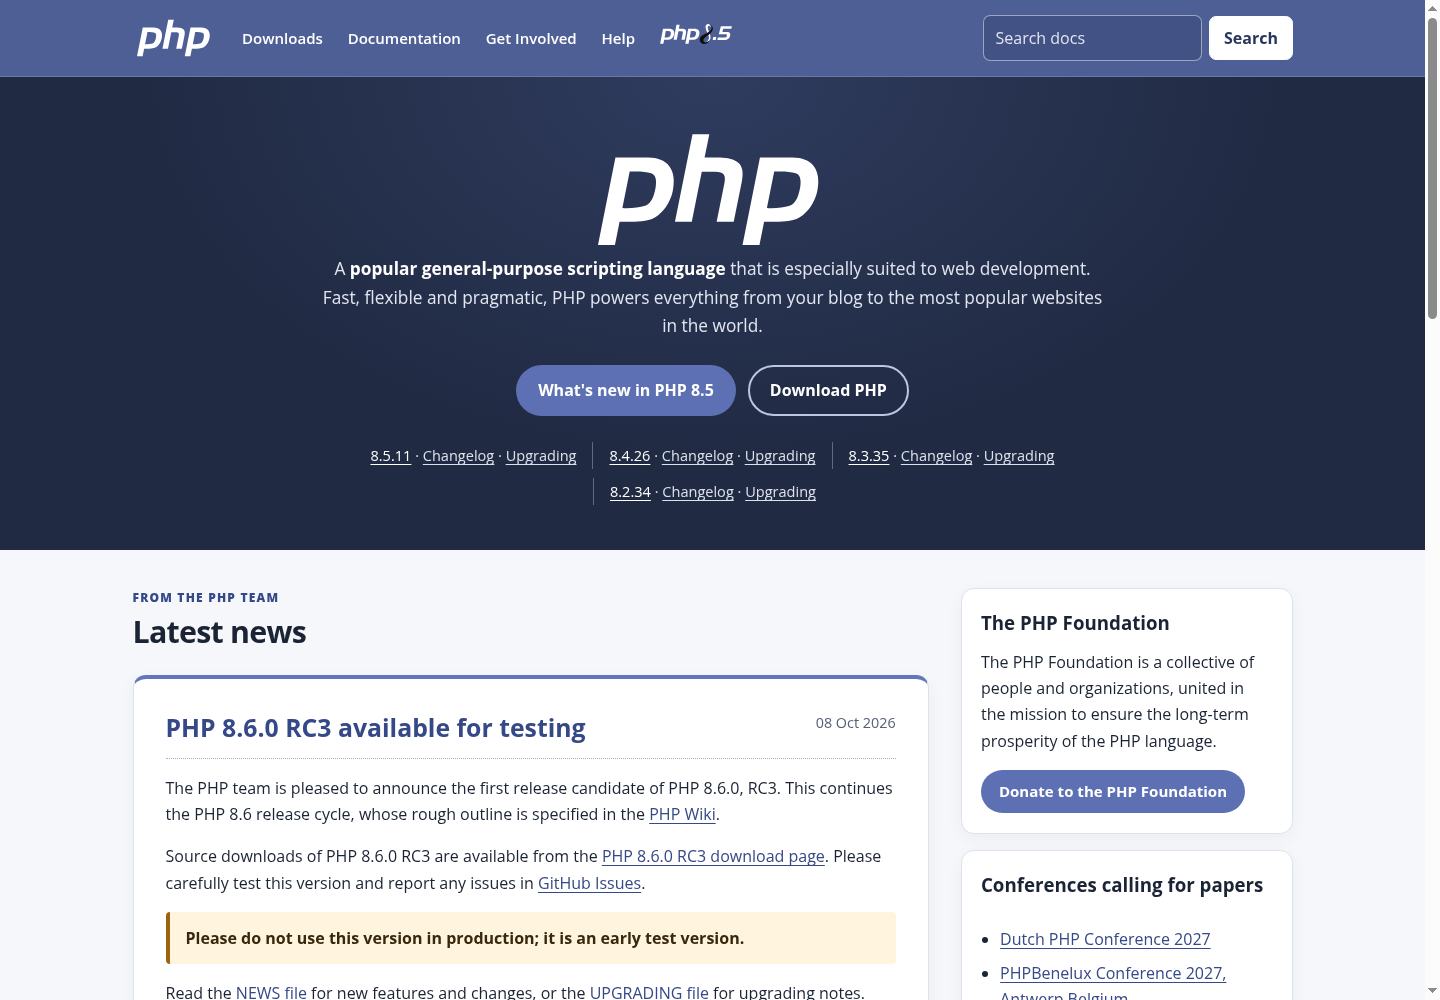 php
Downloads
Documentation
Get Involved
Help
php8.5
Search docs
Search
php
A popular general-purpose scripting language that is especially suited to web development.
Fast, flexible and pragmatic, PHP powers everything from your blog to the most popular websites
in the world.
What's new in PHP 8.5
Download PHP
8.5.11 · Changelog · Upgrading
8.4.26 · Changelog · Upgrading
8.3.35 · Changelog · Upgrading
8.2.34 · Changelog · Upgrading
FROM THE PHP TEAM
Latest news
PHP 8.6.0 RC3 available for testing
08 Oct 2026
The PHP team is pleased to announce the first release candidate of PHP 8.6.0, RC3. This continues
the PHP 8.6 release cycle, whose rough outline is specified in the PHP Wiki.
Source downloads of PHP 8.6.0 RC3 are available from the PHP 8.6.0 RC3 download page. Please
carefully test this version and report any issues in GitHub Issues.
Please do not use this version in production; it is an early test version.
Read the NEWS file for new features and changes, or the UPGRADING file for upgrading notes.
The PHP Foundation
The PHP Foundation is a collective of
people and organizations, united in
the mission to ensure the long-term
prosperity of the PHP language.
Donate to the PHP Foundation
Conferences calling for papers
Dutch PHP Conference 2027
PHPBenelux Conference 2027,
Antwerp Belgium